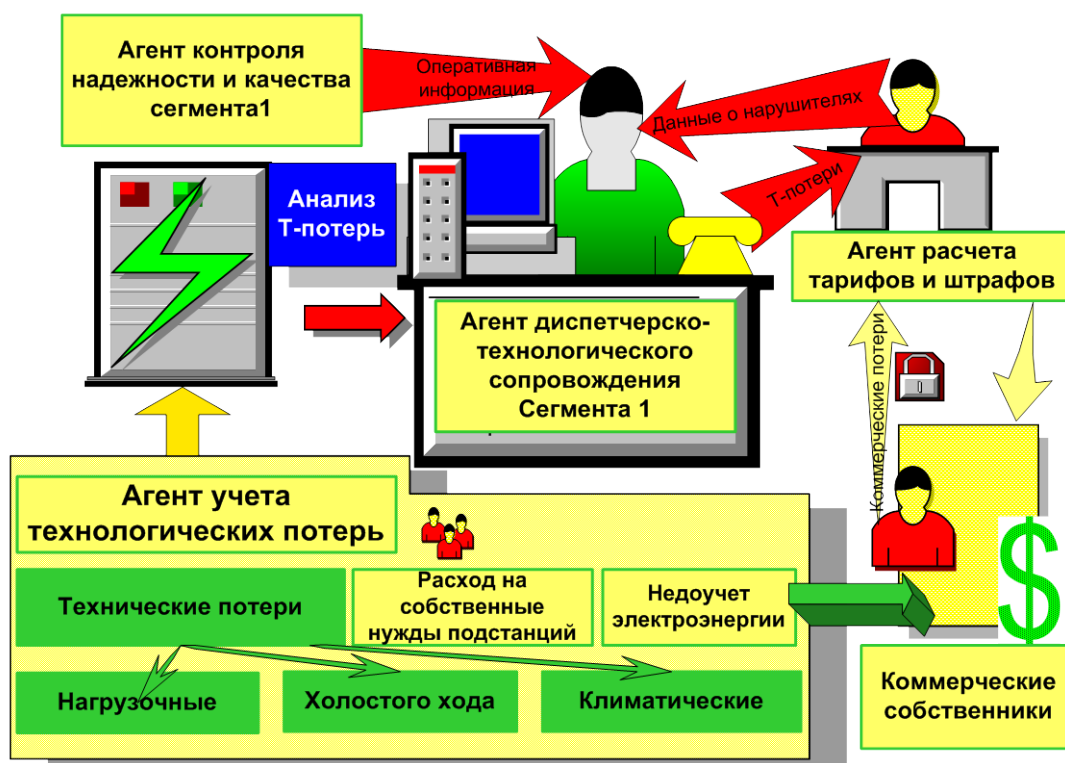 Агент контроля
надежности и качества
сегмента1
Оперативная
информация
Данные о нарушителях
Т-потери
Анализ
Т-потерь
Агент расчета
тарифов и штрафов
Агент диспетчерско-
технологического
сопровождения
Сегмента 1
Коммерческие потери
Агент учета
технологических потерь
Технические потери
Расход на
собственные
нужды подстанций
Недоучет
электроэнергии
Нагрузочные
Холостого хода
Климатические
$
Коммерческие
собственники